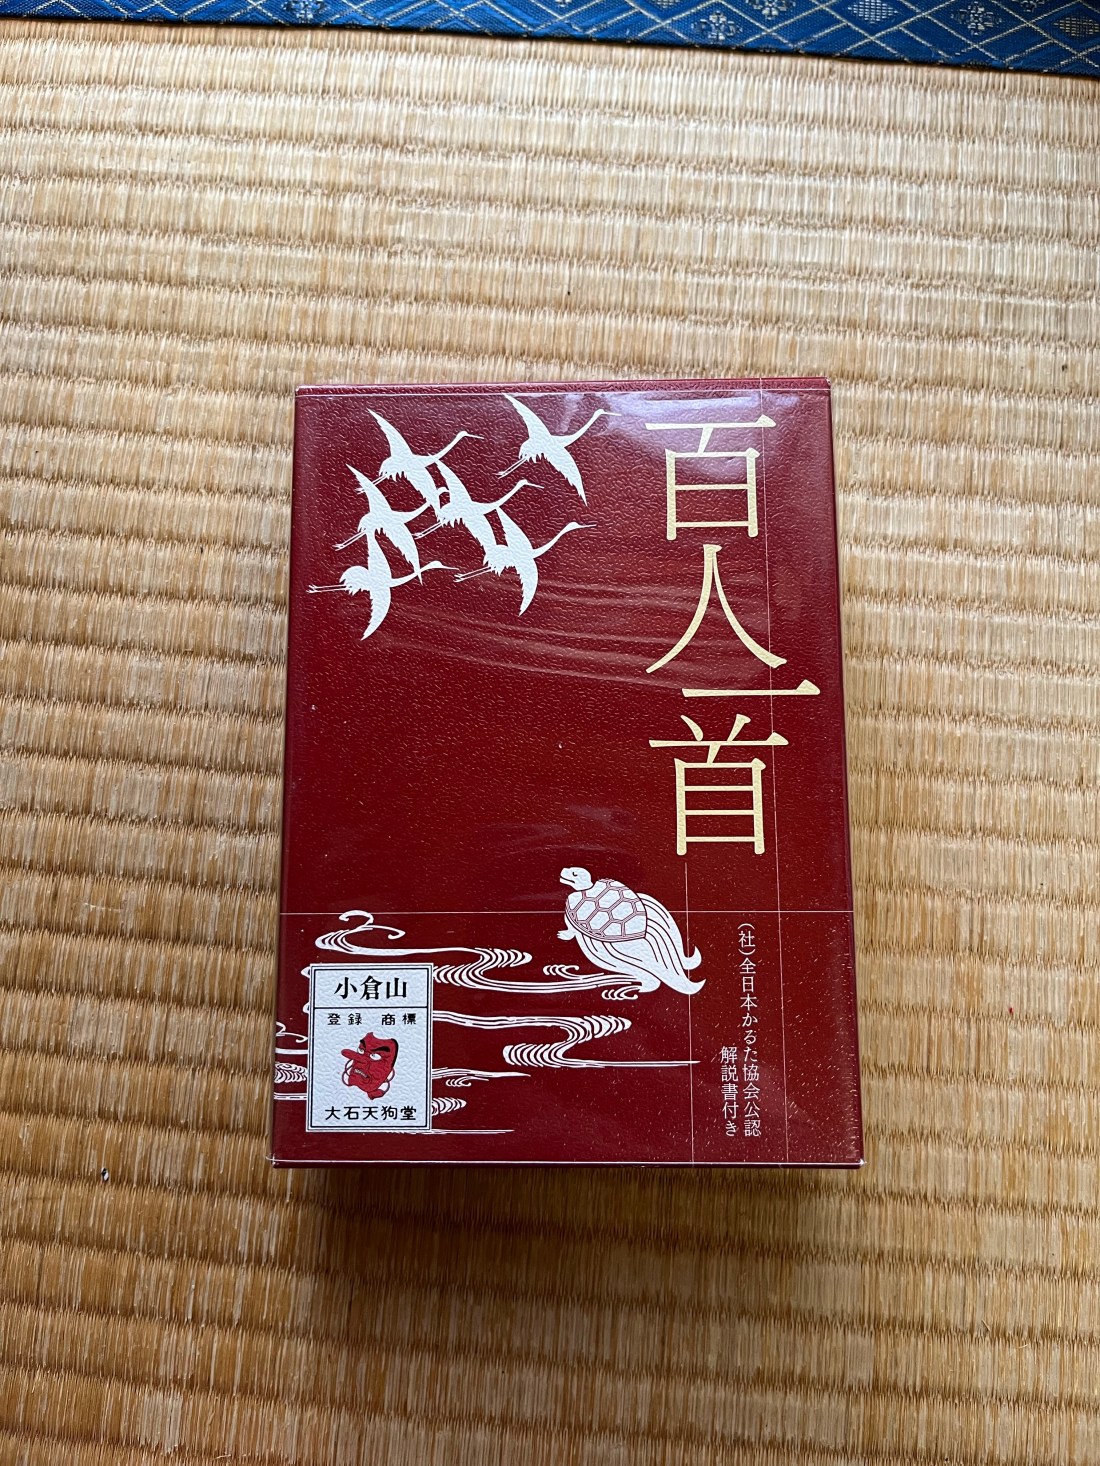 百人一首
(社)全日本かるた協会公認
解説書付き
小倉山
登録 商標
大石天狗堂